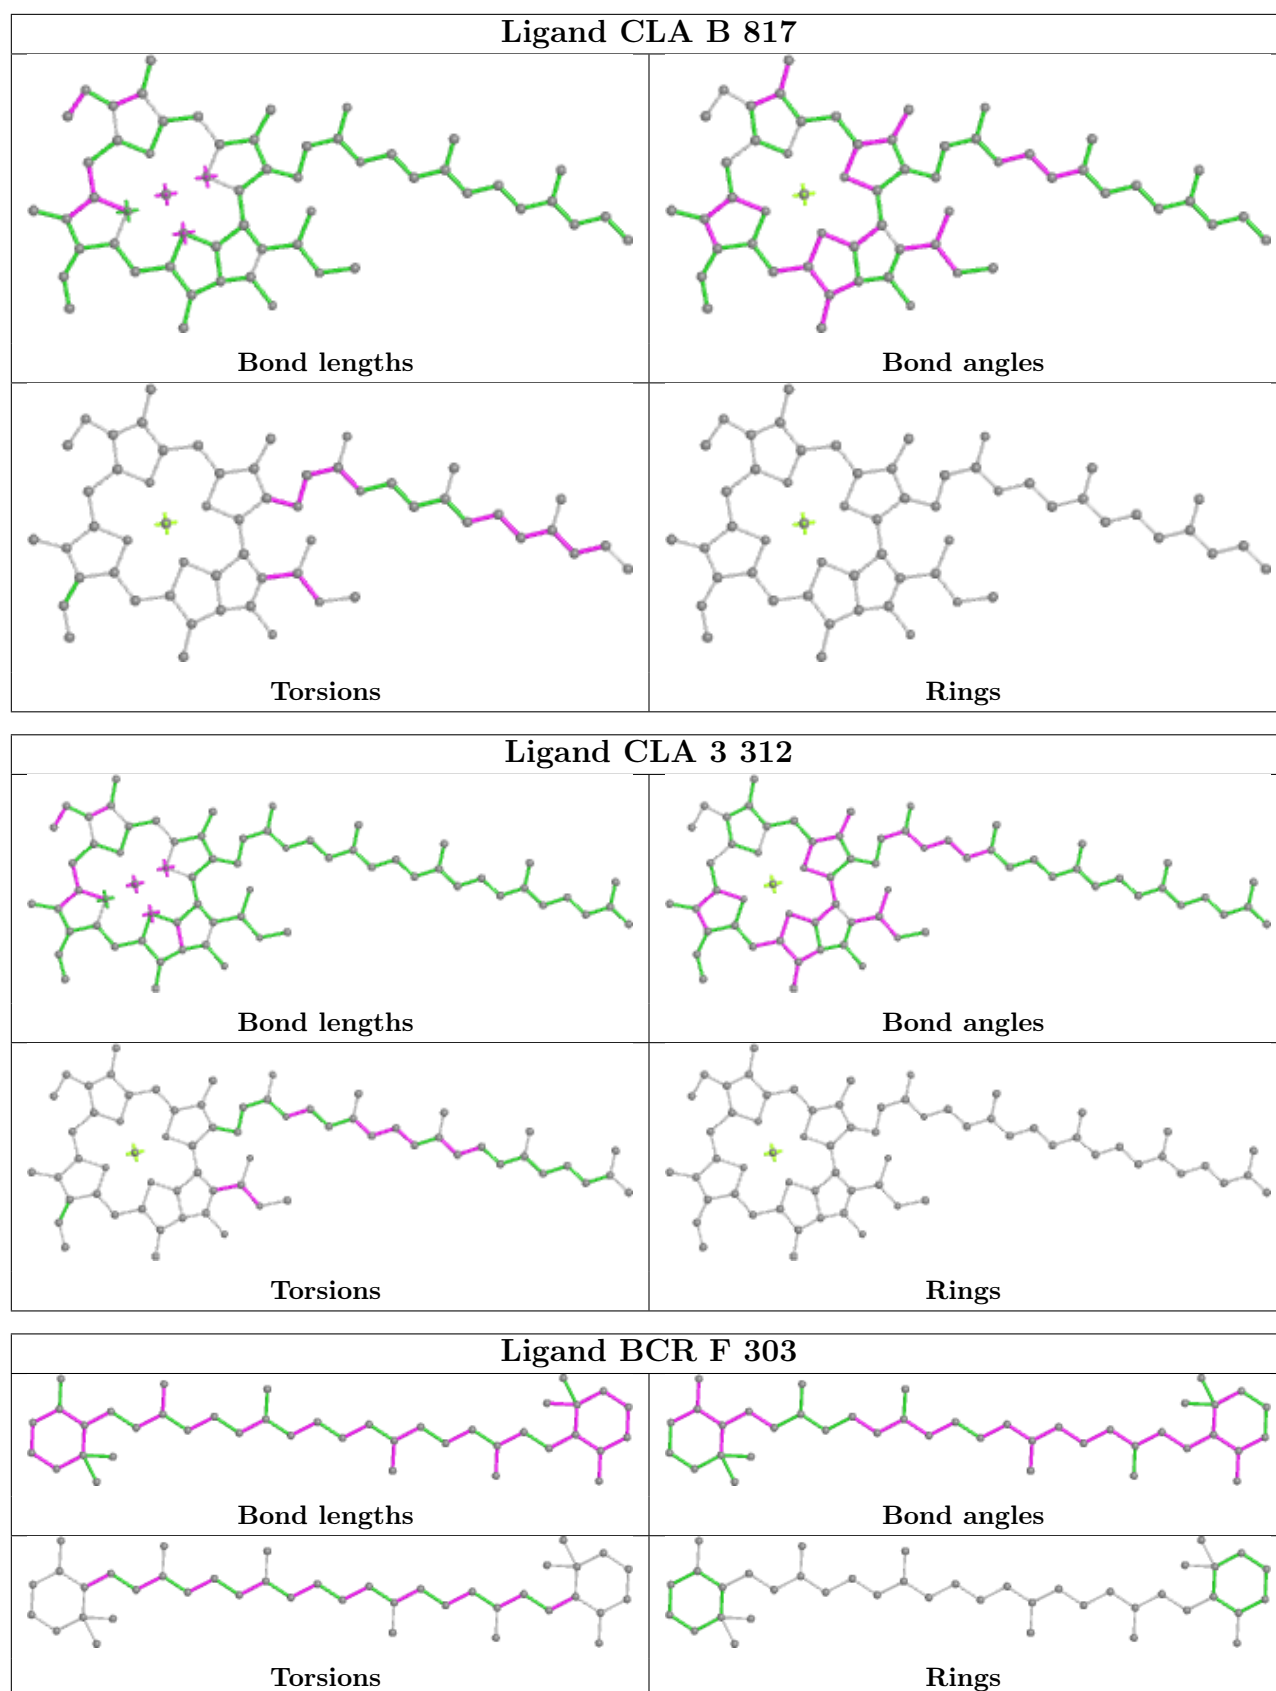 Ligand CLA B 817
Bond lengths
Bond angles
Torsions
Rings
Ligand CLA 3 312
Bond lengths
Bond angles
Torsions
Rings
Ligand BCR F 303
Bond lengths
Bond angles
Torsions
Rings